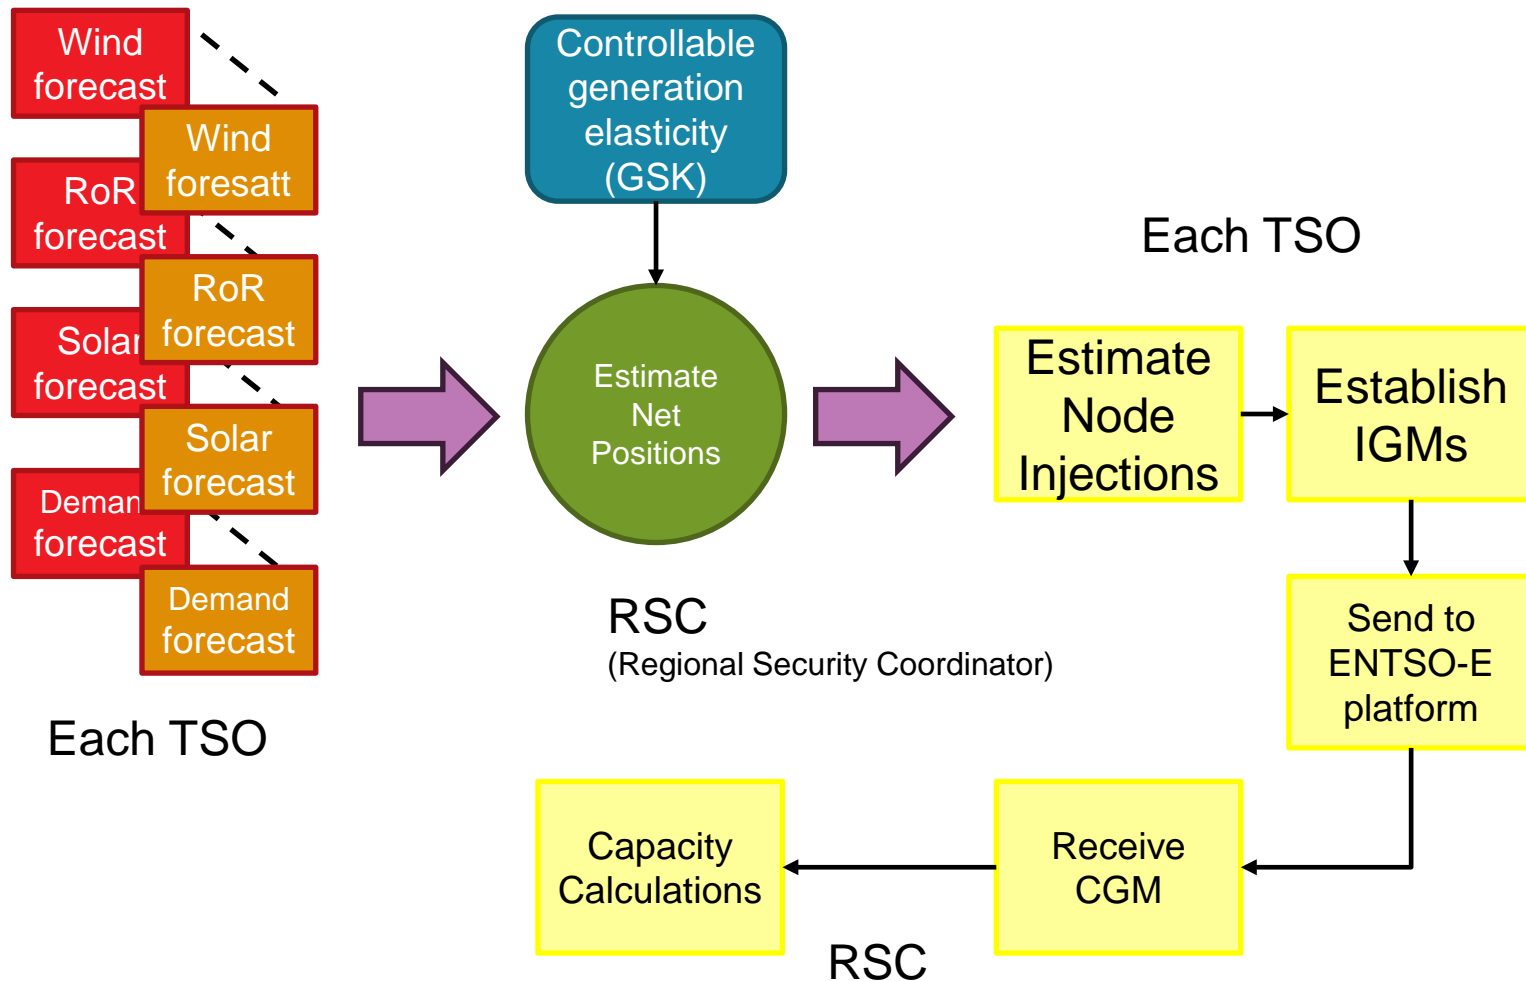 Wind
forecast
Wind
foresatt
RoR
forecast
RoR
forecast
Solar
forecast
Solar
forecast
Demand
forecast
Demand
forecast
Each TSO
Controllable
generation
elasticity
(GSK)
Estimate
Net
Positions
RSC
(Regional Security Coordinator)
Each TSO
Estimate
Node
Injections
Establish
IGMs
Send to
ENTSO-E
platform
Receive
CGM
Capacity
Calculations
RSC